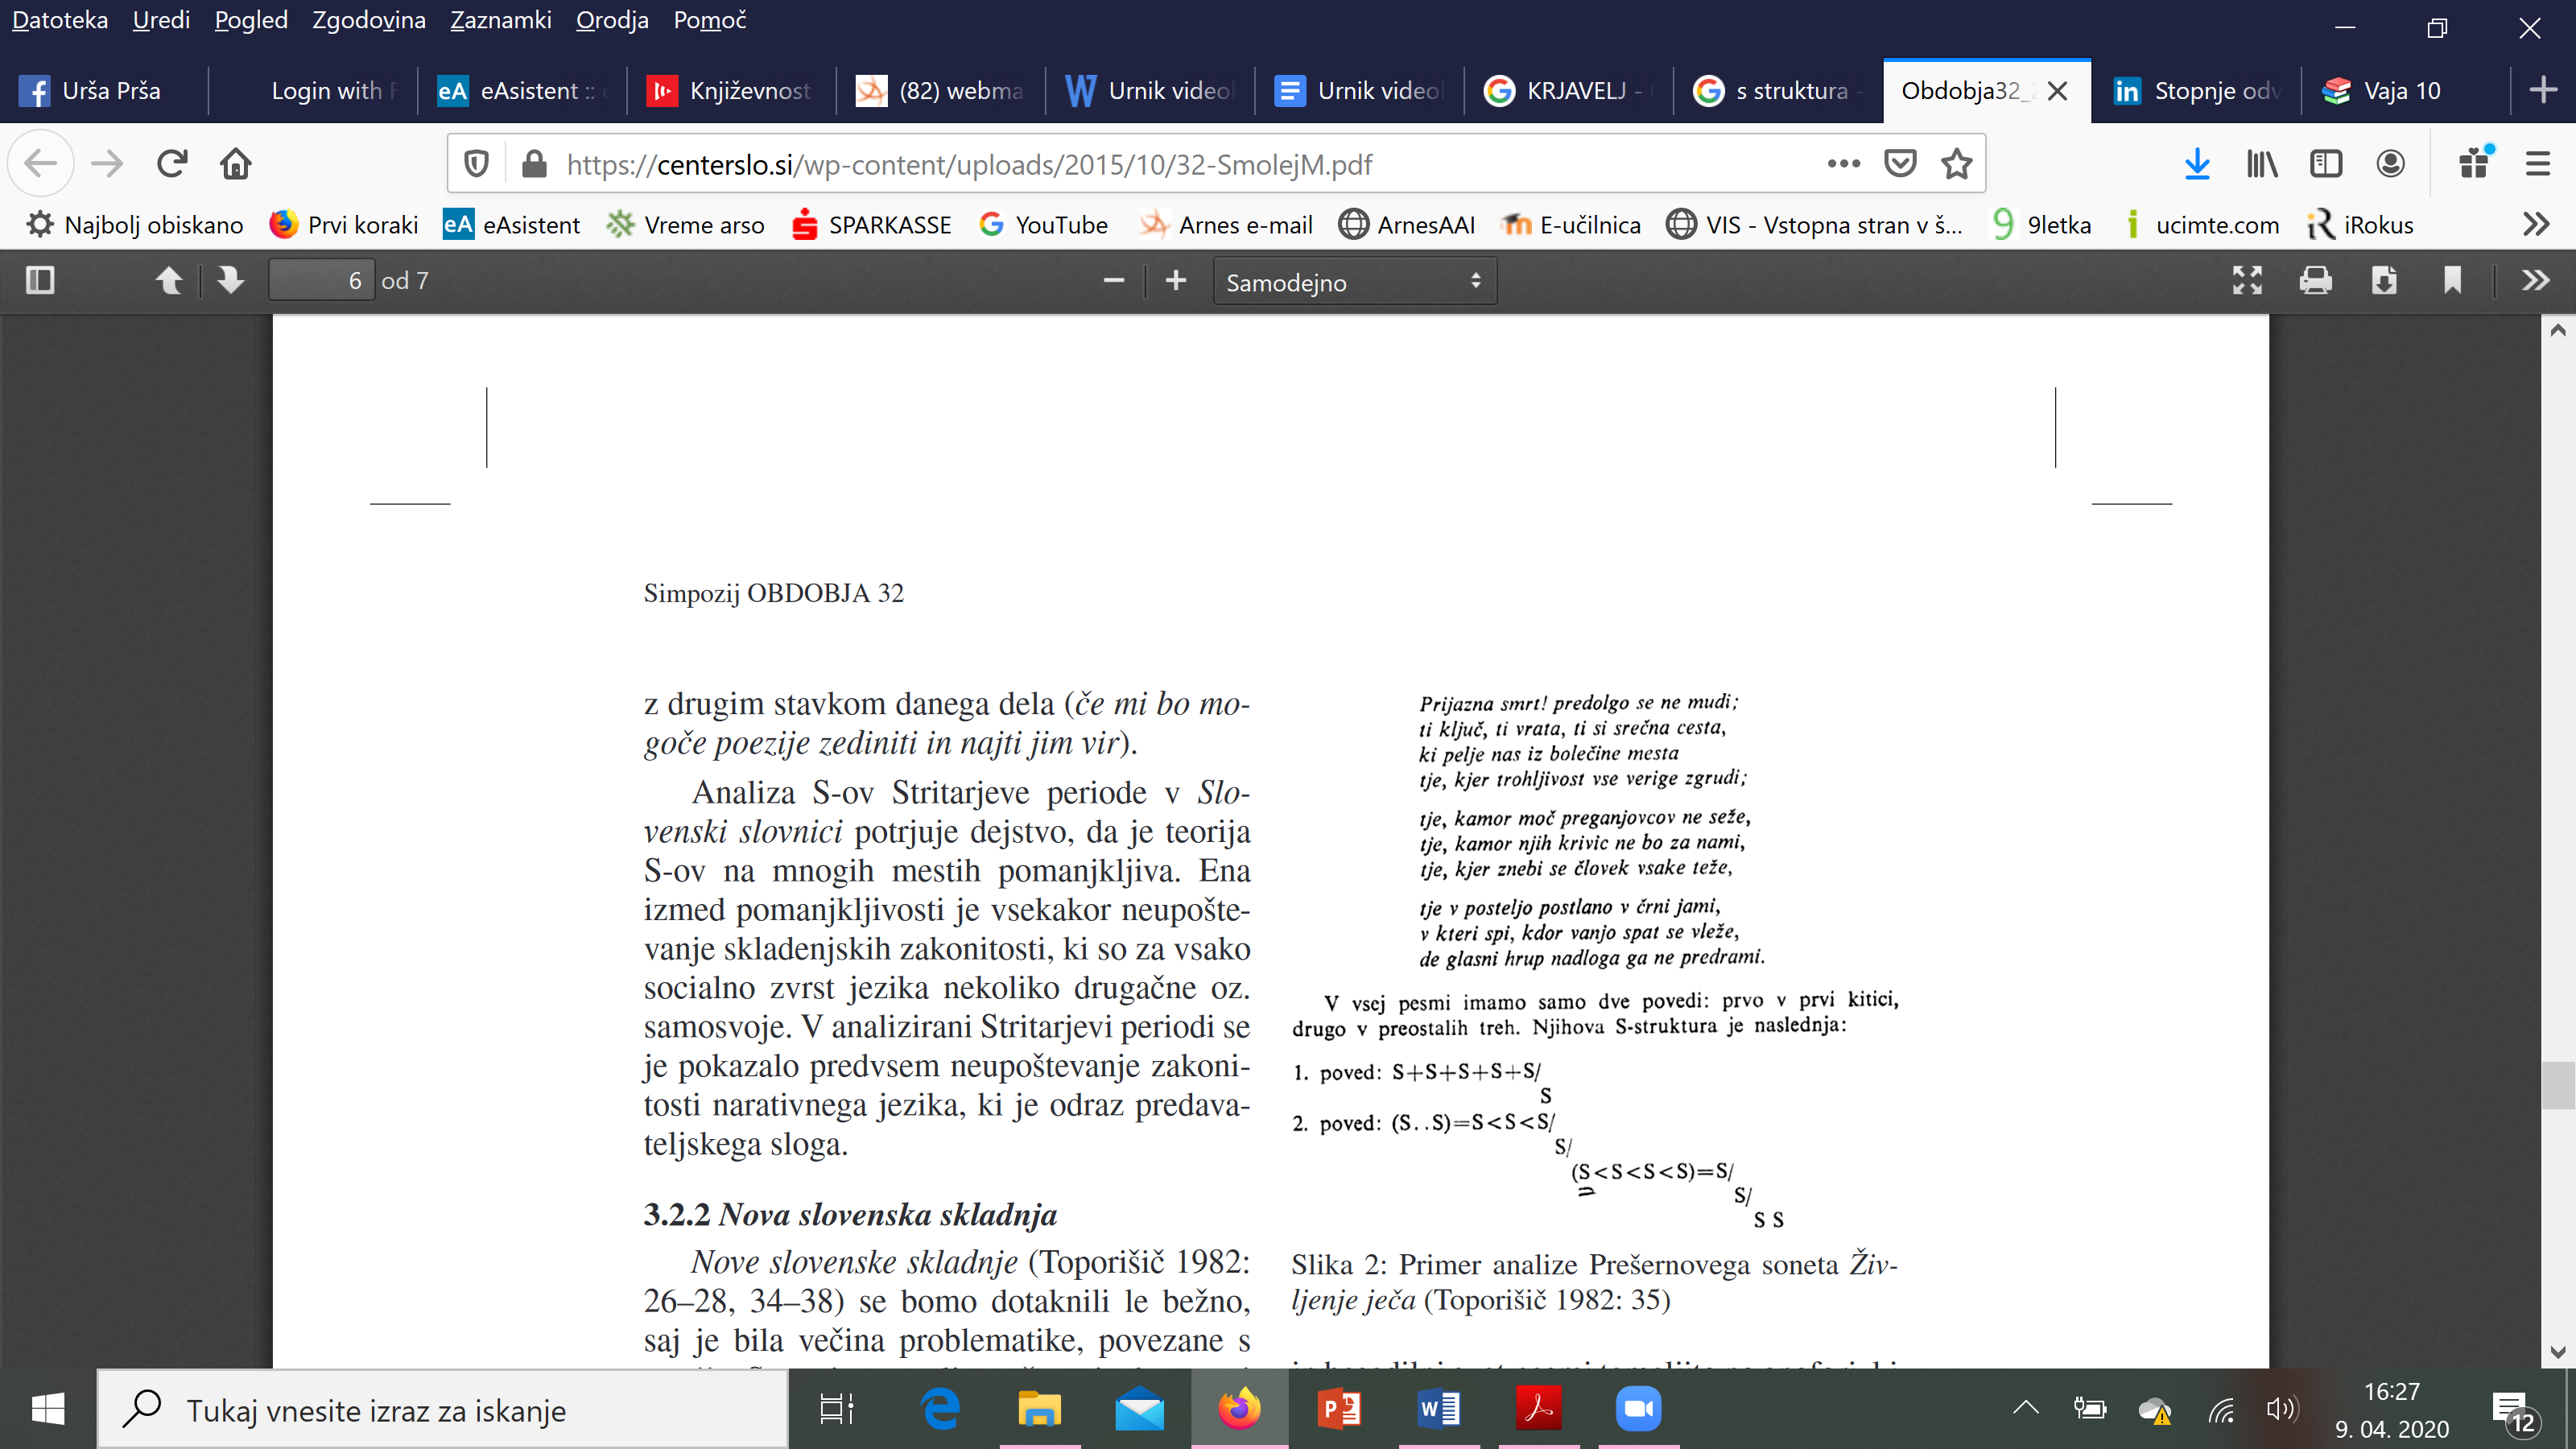 Datoteka Uredi Pogled Zgodovina Zaznamki Orodja Pomoč
Urša Prša
Login with F
eAsistent ::
Književnost
(82) webma
Urnik videol
Urnik videol
KRJAVELJ -
s struktura -
Obdobja32_
Stopnje odv
Vaja 10
https://centerslo.si/wp-content/uploads/2015/10/32-SmolejM.pdf
Najbolj obiskano Prvi koraki eAsistent Vreme arso SPARKASSE YouTube Arnes e-mail ArnesAAI E-učilnica VIS - Vstopna stran v š... 9letka ucimte.com iRokus
6 od 7
Samodejno
Simpozij OBDOBJA 32
z drugim stavkom danega dela (če mi bo mo-
goče poezije zediniti in najti jim vir).
Analiza S-ov Stritarjeve periode v Slo-
venski slovnici potrjuje dejstvo, da je teorija
S-ov na mnogih mestih pomanjkljiva. Ena
izmed pomanjkljivosti je vsekakor neupošte-
vanje skladenjskih zakonitosti, ki so za vsako
socialno zvrst jezika nekoliko drugačne oz.
samosvoje. V analizirani Stritarjevi periodi se
je pokazalo predvsem neupoštevanje zakoni-
tosti narativnega jezika, ki je odraz predava-
teljskega sloga.
3.2.2 Nova slovenska skladnja
Nove slovenske skladnje (Toporišič 1982:
26–28, 34–38) se bomo dotaknili le bežno,
saj je bila večina problematike, povezane s
Prijazna smrt! predolgo se ne mudi;
ti ključ, ti vrata, ti si srečna cesta,
ki pelje nas iz bolečine mesta
tje, kjer trohljivost vse verige zgrudi;
tje, kamor moč preganjovcov ne seže,
tje, kamor njih krivic ne bo za nami,
tje, kjer znebi se človek vsake teže,
tje v posteljo postlano v črni jami,
v kteri spi, kdor vanjo spat se vleže,
de glasni hrup nadloga ga ne predrami.
V vsej pesmi imamo samo dve povedi: prvo v prvi kitici,
drugo v preostalih treh. Njihova S-struktura je naslednja:
1. poved: S+S+S+S+S/
S
2. poved: (S..S)=S<S<S/
S/
(S<S<S<S)=S/
S/
S S
Slika 2: Primer analize Prešernovega soneta Živ-
ljenje ječa (Toporišič 1982: 35)
Tukaj vnesite izraz za iskanje
16:27
9. 04. 2020
12